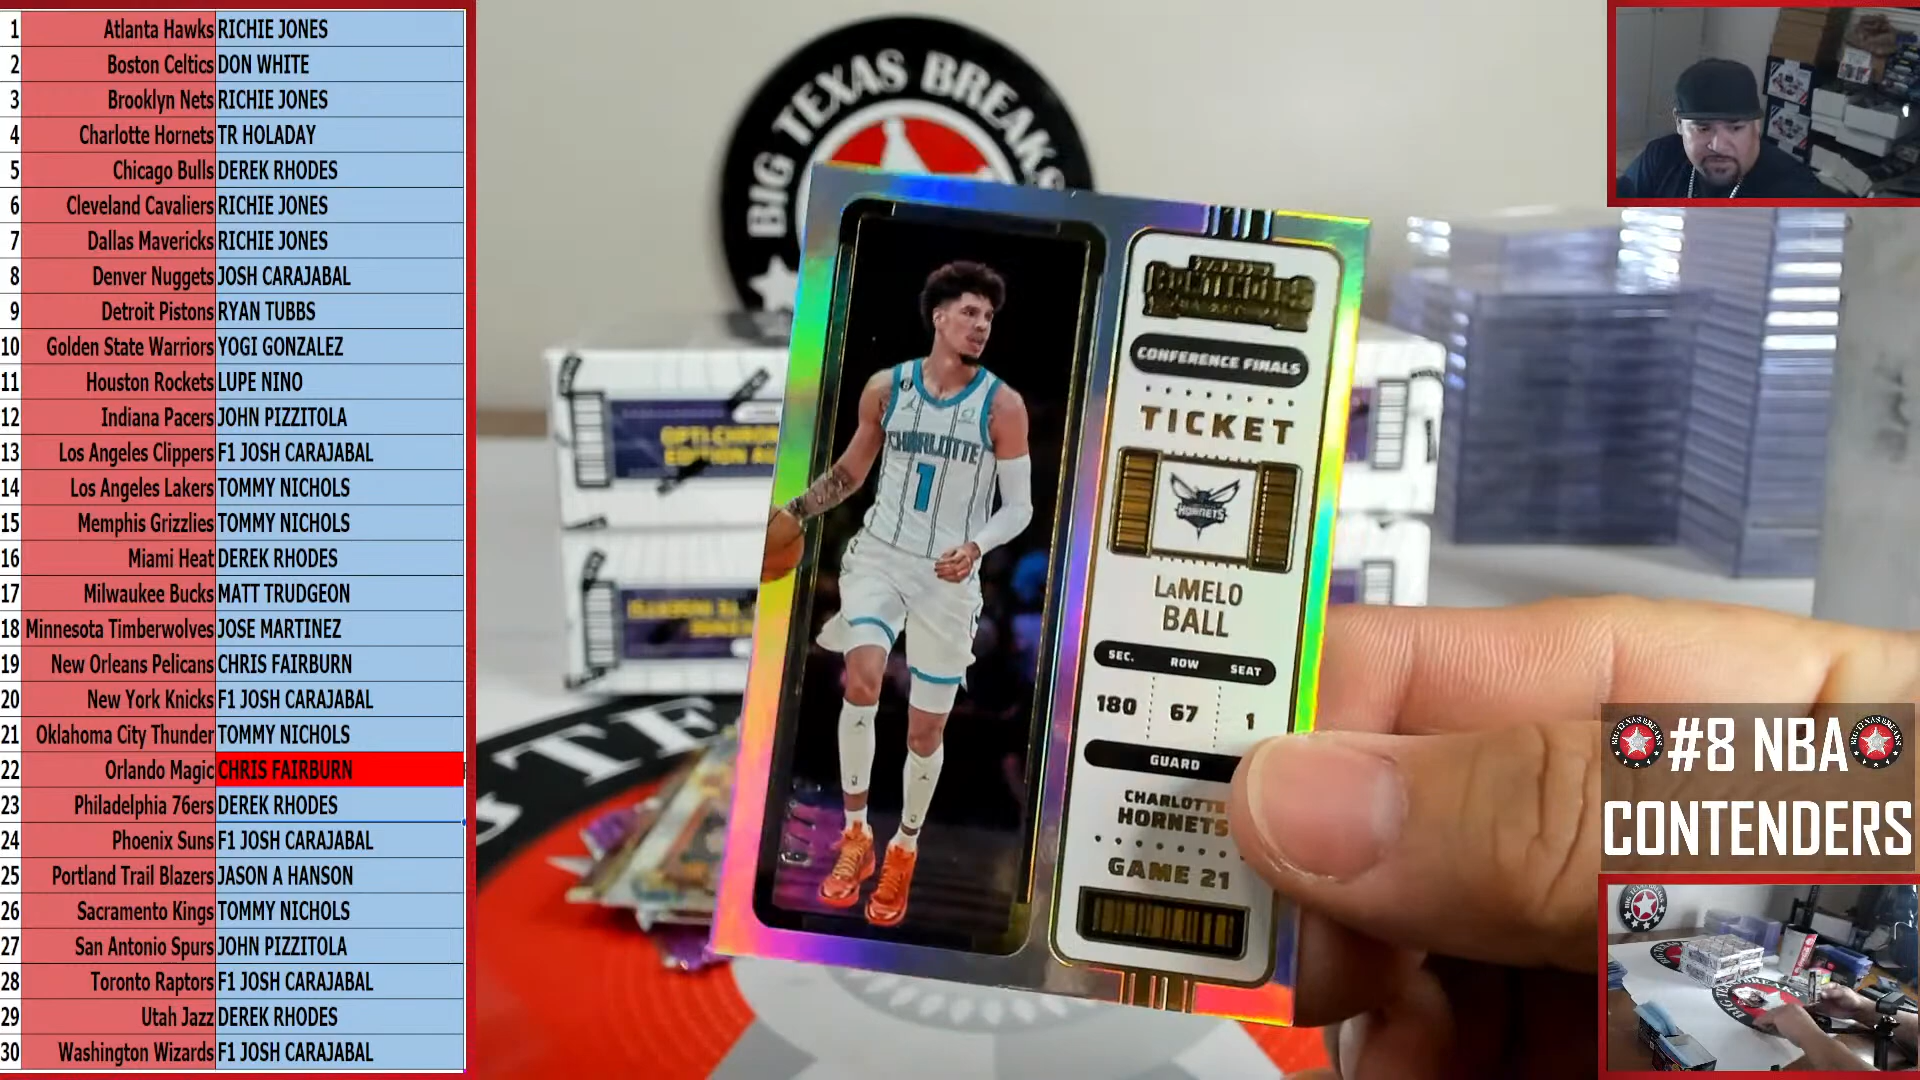 1 Atlanta Hawks RICHIE JONES
2 Boston Celtics DON WHITE
3 Brooklyn Nets RICHIE JONES
4 Charlotte Hornets TR HOLADAY
5 Chicago Bulls DEREK RHODES
6 Cleveland Cavaliers RICHIE JONES
7 Dallas Mavericks RICHIE JONES
8 Denver Nuggets JOSH CARAJABAL
9 Detroit Pistons RYAN TUBBS
10 Golden State Warriors YOGI GONZALEZ
11 Houston Rockets LUPE NINO
12 Indiana Pacers JOHN PIZZITOLA
13 Los Angeles Clippers F1 JOSH CARAJABAL
14 Los Angeles Lakers TOMMY NICHOLS
15 Memphis Grizzlies TOMMY NICHOLS
16 Miami Heat DEREK RHODES
17 Milwaukee Bucks MATT TRUDGEON
18 Minnesota Timberwolves JOSE MARTINEZ
19 New Orleans Pelicans CHRIS FAIRBURN
20 New York Knicks F1 JOSH CARAJABAL
21 Oklahoma City Thunder TOMMY NICHOLS
22 Orlando Magic CHRIS FAIRBURN
23 Philadelphia 76ers DEREK RHODES
24 Phoenix Suns F1 JOSH CARAJABAL
25 Portland Trail Blazers JASON A HANSON
26 Sacramento Kings TOMMY NICHOLS
27 San Antonio Spurs JOHN PIZZITOLA
28 Toronto Raptors F1 JOSH CARAJABAL
29 Utah Jazz DEREK RHODES
30 Washington Wizards F1 JOSH CARAJABAL
BIG TEXAS BREAKS
CONTENDERS
CONFERENCE FINALS
TICKET
HORNETS
LAMELO
BALL
SEC. ROW SEAT
180 67 1
GUARD
CHARLOTTE
HORNETS
GAME 21
CHARLOTTE
1
#8 NBA
CONTENDERS